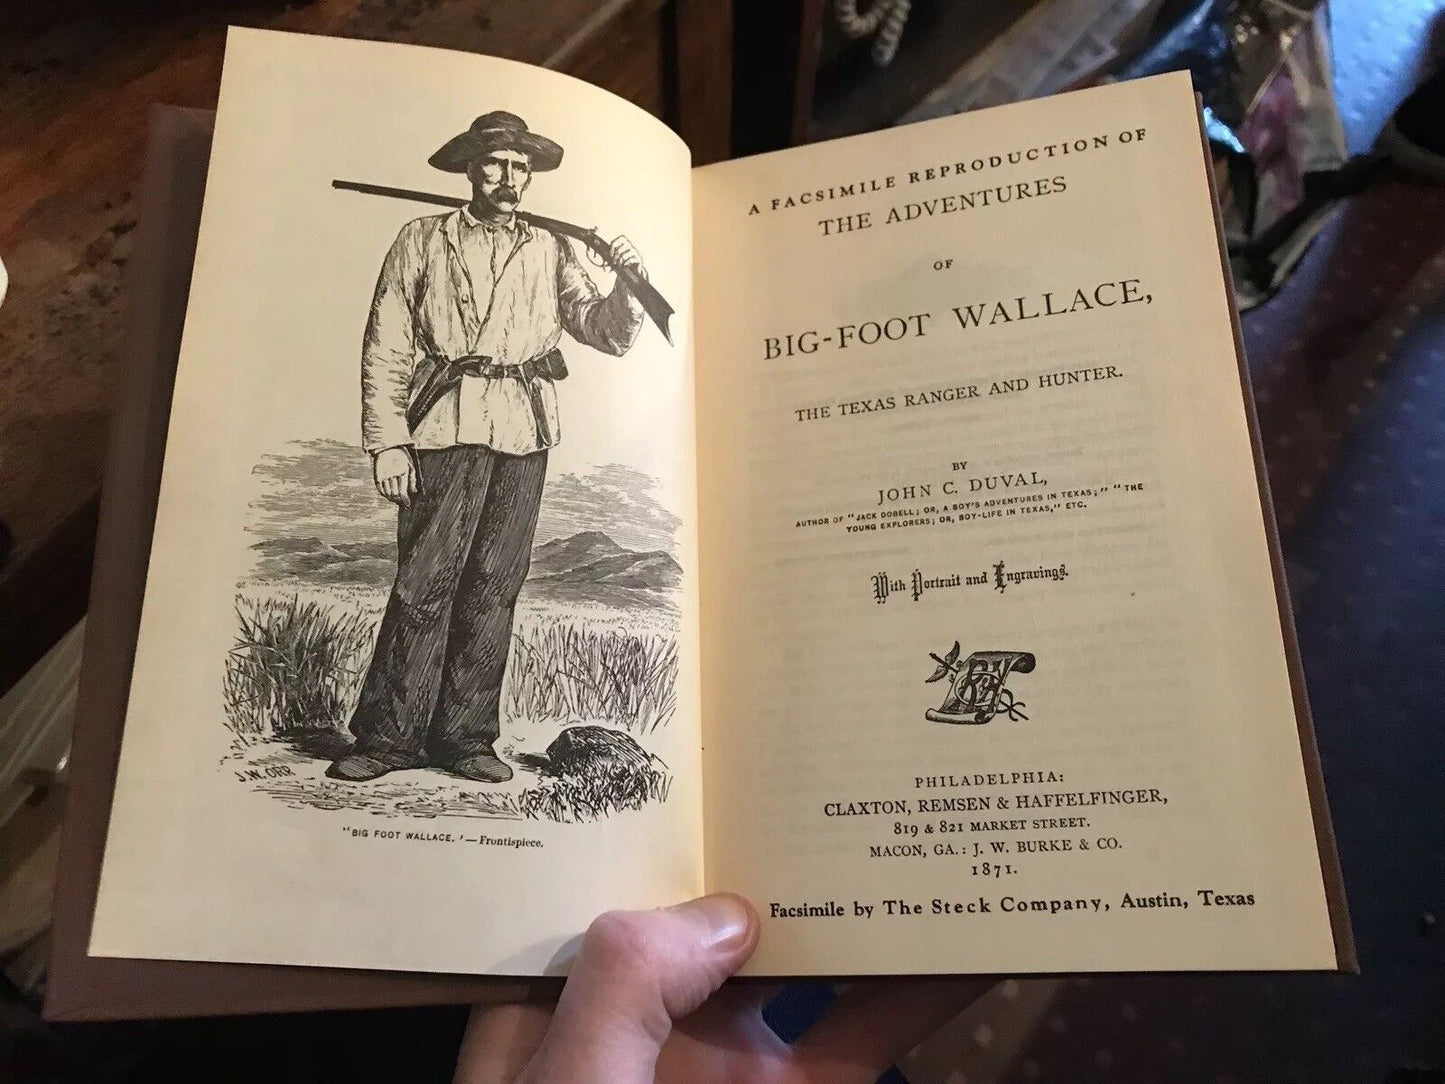 J.W. ORR
"BIG FOOT WALLACE.'—Frontispiece.
A FACSIMILE REPRODUCTION OF
THE ADVENTURES
OF
BIG-FOOT WALLACE,
THE TEXAS RANGER AND HUNTER.
BY
JOHN C. DUVAL,
AUTHOR OF "JACK DOBELL; OR, A BOY'S ADVENTURES IN TEXAS;" "THE
YOUNG EXPLORERS; OR, BOY-LIFE IN TEXAS," ETC.
With Portrait and Engravings.
PHILADELPHIA:
CLAXTON, REMSEN & HAFFELFINGER,
819 & 821 MARKET STREET.
MACON, GA.: J. W. BURKE & CO.
1871.
Facsimile by The Steck Company, Austin, Texas